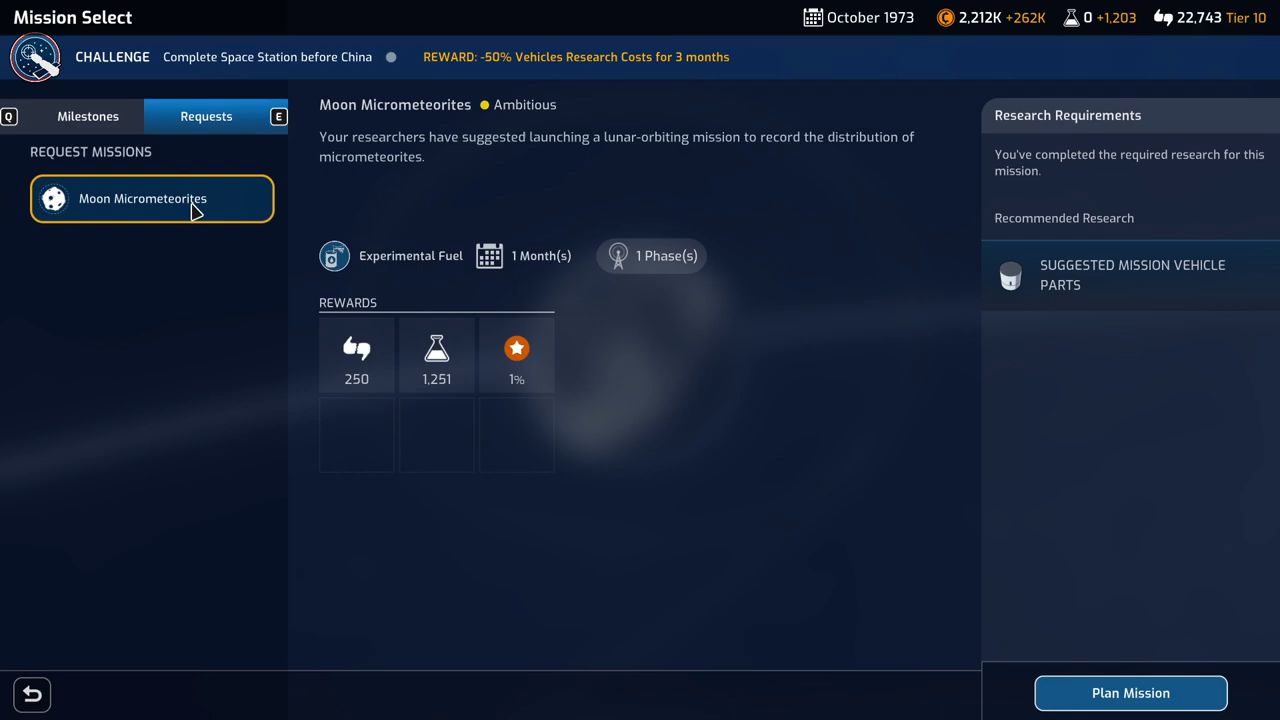 Mission Select
October 1973
2,212K +262K
0 +1,203
22,743 Tier 10
CHALLENGE
Complete Space Station before China
REWARD: -50% Vehicles Research Costs for 3 months
Q
Milestones
Requests
E
REQUEST MISSIONS
Moon Micrometeorites
Moon Micrometeorites
Ambitious
Your researchers have suggested launching a lunar-orbiting mission to record the distribution of
micrometeorites.
Experimental Fuel
1 Month(s)
1 Phase(s)
REWARDS
250
1,251
1%
Research Requirements
You've completed the required research for this
mission.
Recommended Research
SUGGESTED MISSION VEHICLE
PARTS
Plan Mission